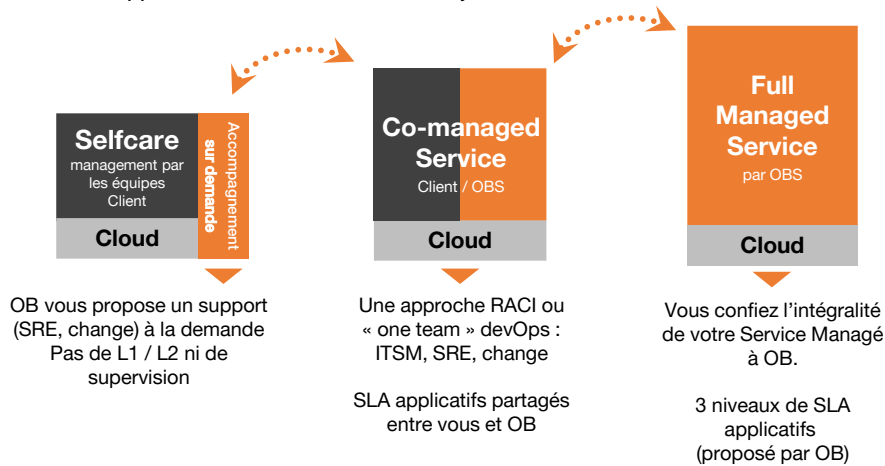 Selfcare
management par
les équipes
Client
Accompagnement
sur demande
Cloud
OB vous propose un support
(SRE, change) à la demande
Pas de L1 / L2 ni de
supervision
Co-managed
Service
Client / OBS
Cloud
Une approche RACI ou
« one team » devOps :
ITSM, SRE, change
SLA applicatifs partagés
entre vous et OB
Full
Managed
Service
par OBS
Cloud
Vous confiez l’intégralité
de votre Service Managé
à OB.
3 niveaux de SLA
applicatifs
(proposé par OB)